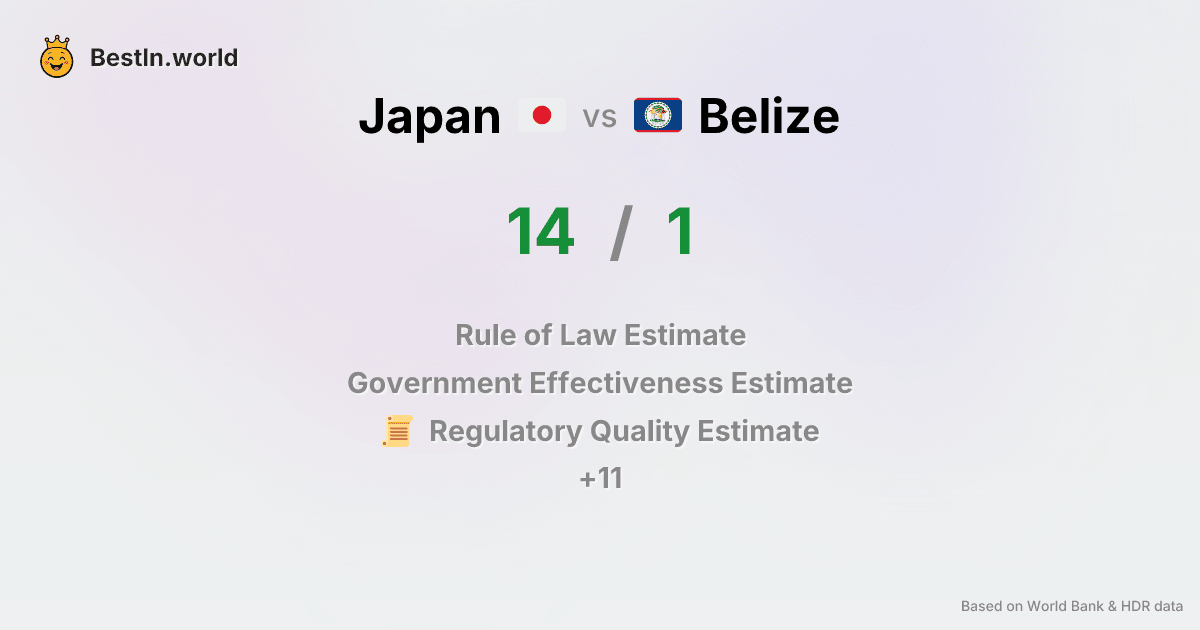 BestIn.world
Japan vs Belize
14 / 1
Rule of Law Estimate
Government Effectiveness Estimate
Regulatory Quality Estimate
+11
Based on World Bank & HDR data